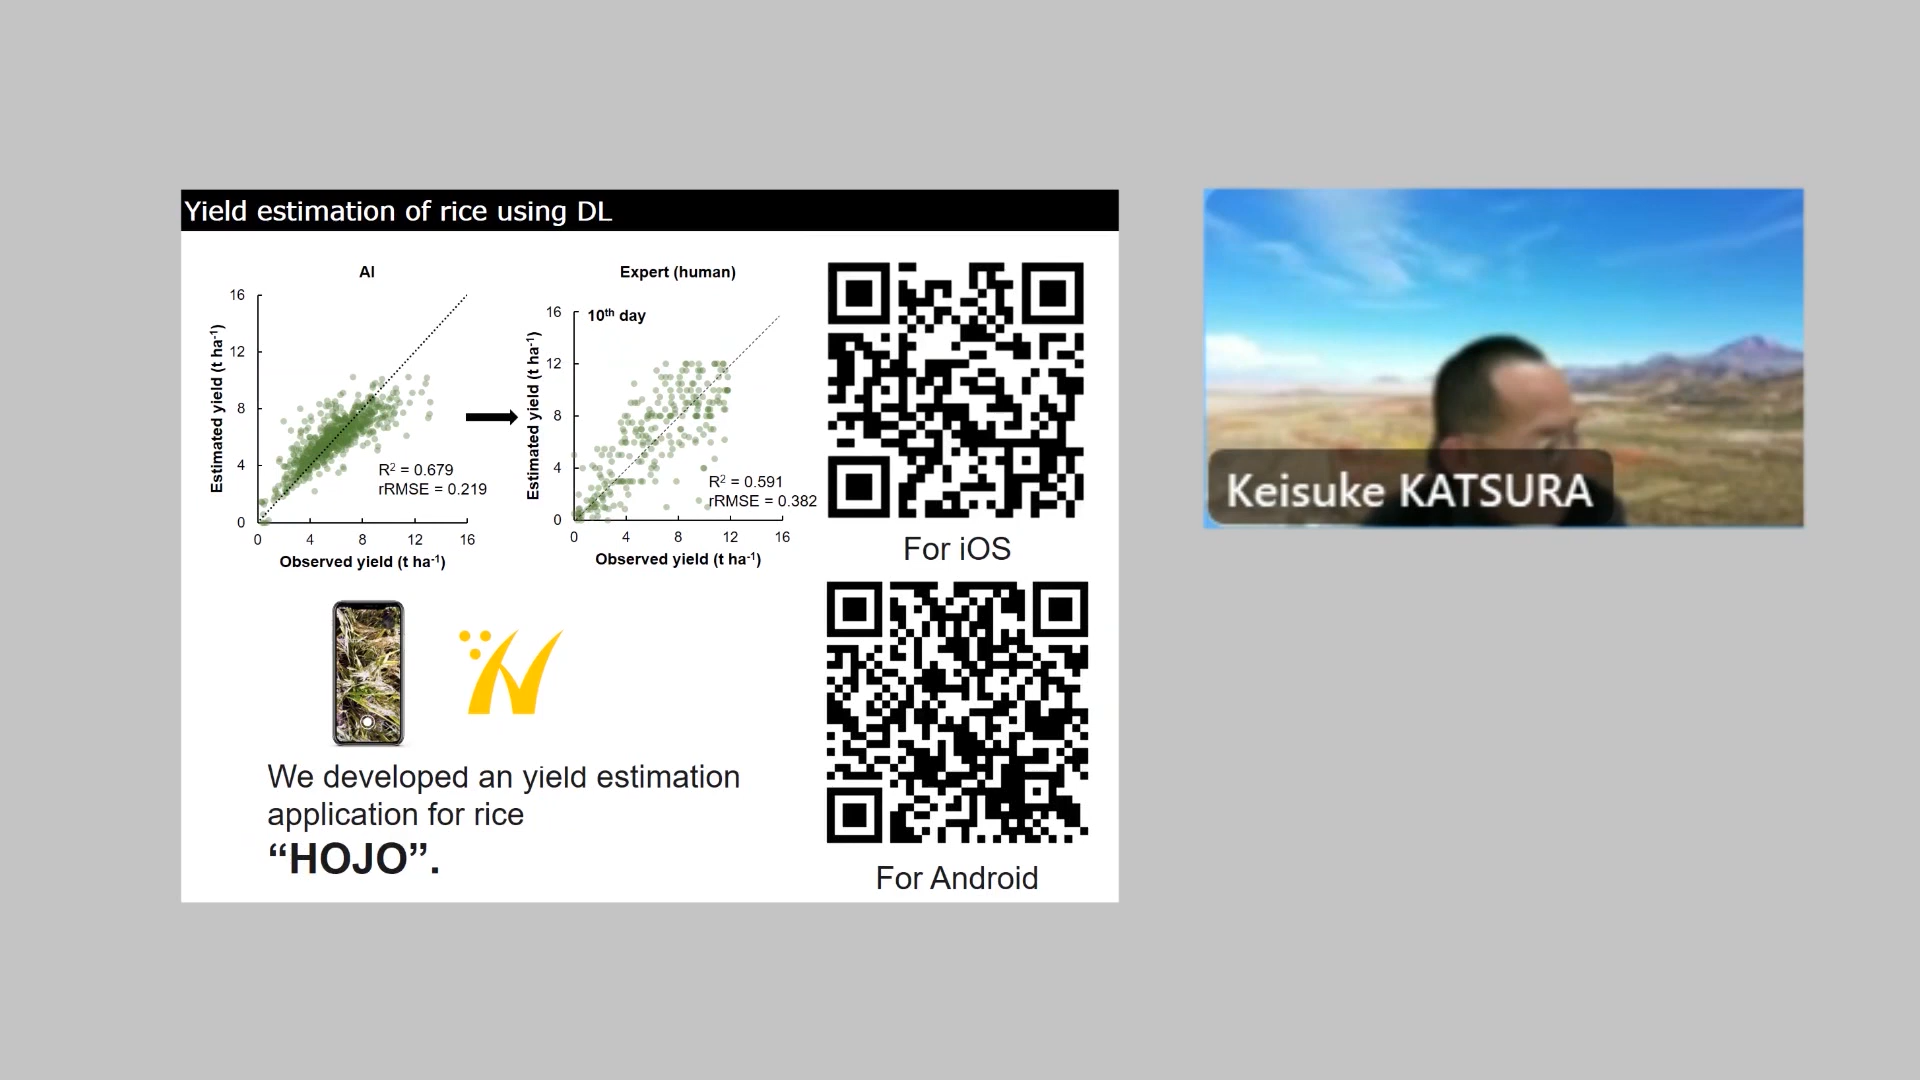 Yield estimation of rice using DL
AI
Estimated yield (t ha-1)
16
12
8
4
0
R2 = 0.679
rRMSE = 0.219
0 4 8 12 16
Observed yield (t ha-1)
Expert (human)
10th day
Estimated yield (t ha-1)
16
12
8
4
0
R2 = 0.591
rRMSE = 0.382
0 4 8 12 16
Observed yield (t ha-1)
For iOS
For Android
We developed an yield estimation
application for rice
“HOJO”.
Keisuke KATSURA